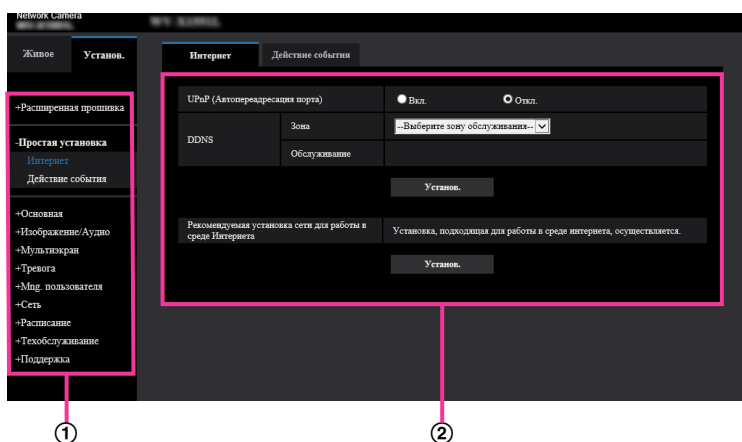 Network Camera
Живое
Установ.
+Расширенная прошивка
-Простая установка
Интернет
Действие события
+Основная
+Изображение/Аудио
+Мультиэкран
+Тревога
+Mng. пользователя
+Сеть
+Расписание
+Техобслуживание
+Поддержка
Интернет
Действие события
UPnP (Автопереадресация порта)
Вкл.
Откл.
DDNS
Зона
--Выберите зону обслуживания--
Обслуживание
Установ.
Рекомендуемая установка сети для работы в
среде Интернета
Установка, подходящая для работы в среде интернета, осуществляется.
Установ.
1
2